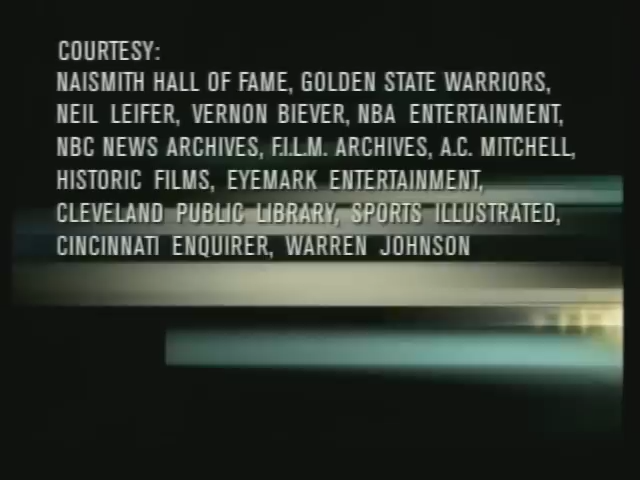 COURTESY:
NAISMITH HALL OF FAME, GOLDEN STATE WARRIORS,
NEIL LEIFER, VERNON BIEVER, NBA ENTERTAINMENT,
NBC NEWS ARCHIVES, F.I.L.M. ARCHIVES, A.C. MITCHELL,
HISTORIC FILMS, EYEMARK ENTERTAINMENT,
CLEVELAND PUBLIC LIBRARY, SPORTS ILLUSTRATED,
CINCINNATI ENQUIRER, WARREN JOHNSON